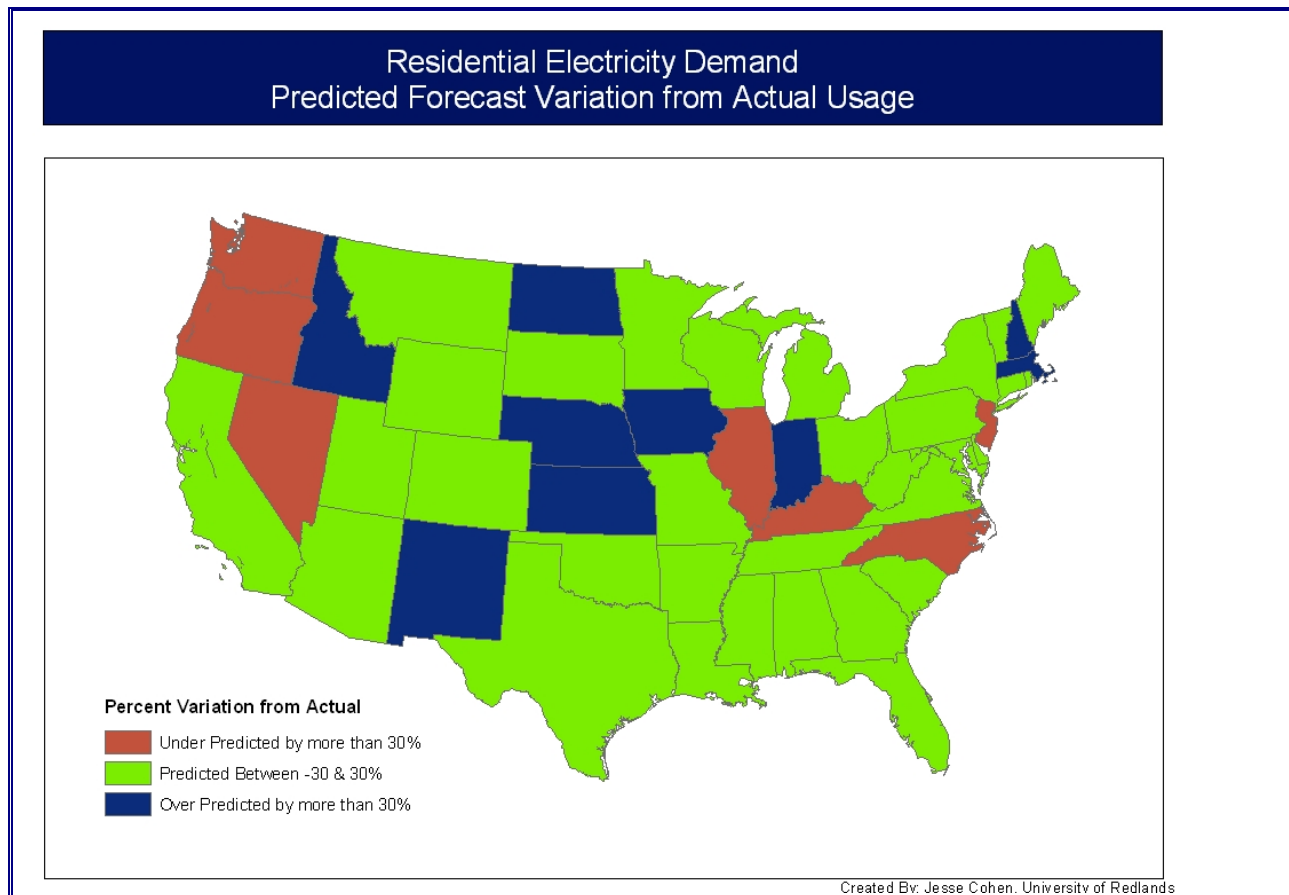 Residential Electricity Demand
Predicted Forecast Variation from Actual Usage
Percent Variation from Actual
Under Predicted by more than 30%
Predicted Between -30 & 30%
Over Predicted by more than 30%
Created By: Jesse Cohen, University of Redlands